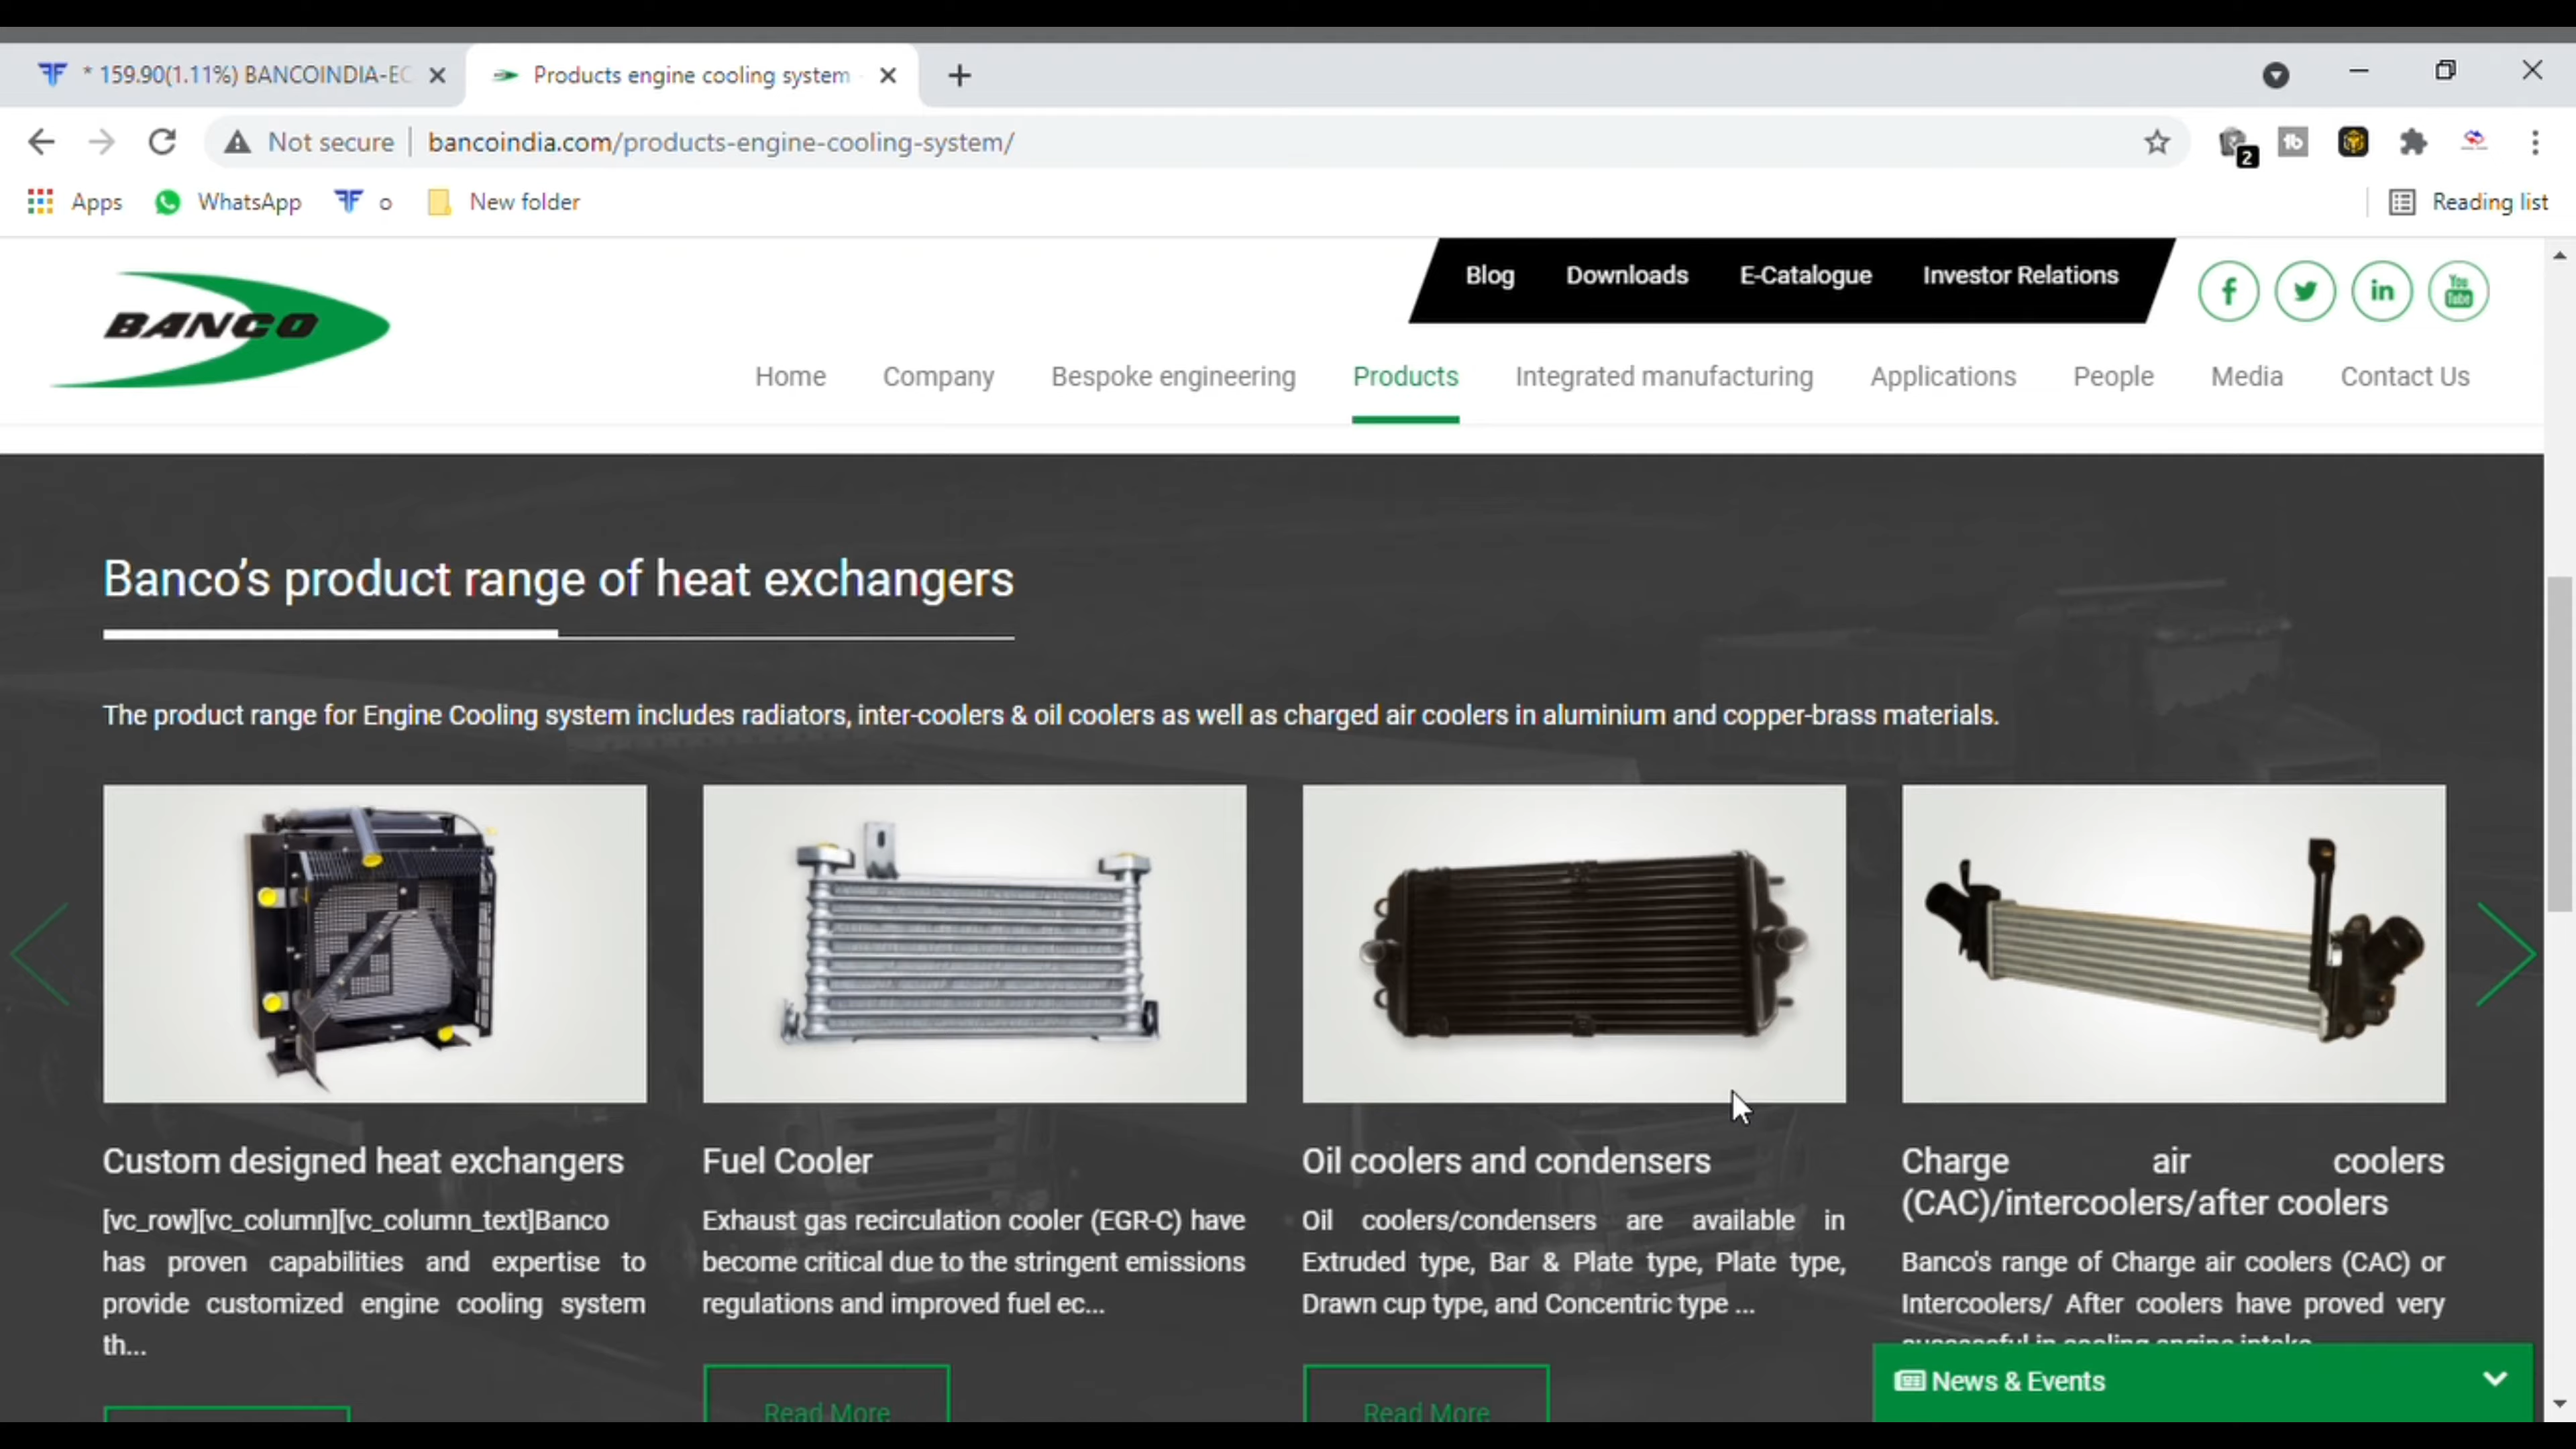 * 159.90(1.11%) BANCOINDIA-EC
Products engine cooling system
Not secure
bancoindia.com/products-engine-cooling-system/
2
Apps
WhatsApp
o
New folder
Reading list
Blog
Downloads
E-Catalogue
Investor Relations
You Tube
BANCO
Home
Company
Bespoke engineering
Products
Integrated manufacturing
Applications
People
Media
Contact Us
Banco's product range of heat exchangers
The product range for Engine Cooling system includes radiators, inter-coolers & oil coolers as well as charged air coolers in aluminium and copper-brass materials.
Custom designed heat exchangers
[vc_row][vc_column][vc_column_text]Banco
has proven capabilities and expertise to
provide customized engine cooling system
th...
Fuel Cooler
Exhaust gas recirculation cooler (EGR-C) have
become critical due to the stringent emissions
regulations and improved fuel ec...
Read More
Oil coolers and condensers
Oil coolers/condensers are available in
Extruded type, Bar & Plate type, Plate type,
Drawn cup type, and Concentric type ...
Read More
Charge air coolers
(CAC)/intercoolers/after coolers
Banco's range of Charge air coolers (CAC) or
Intercoolers/ After coolers have proved very
successful in cooling engine intake
News & Events